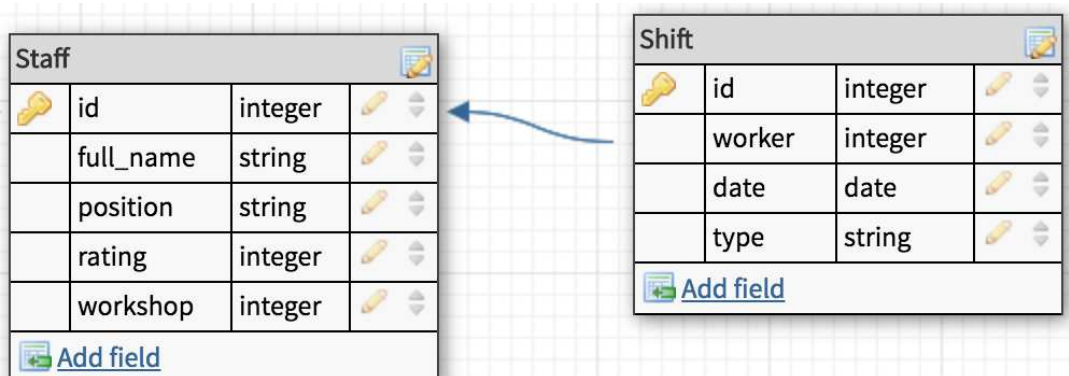 Staff
id integer
full_name string
position string
rating integer
workshop integer
Add field
Shift
id integer
worker integer
date date
type string
Add field